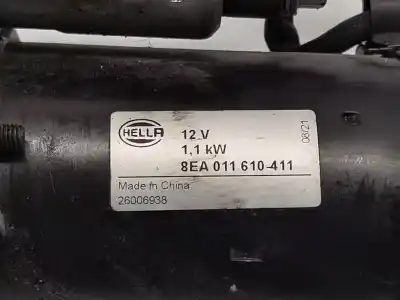 HELLA
12 V
1,1 kW
8EA 011 610-411
08/21
Made in China
26006938